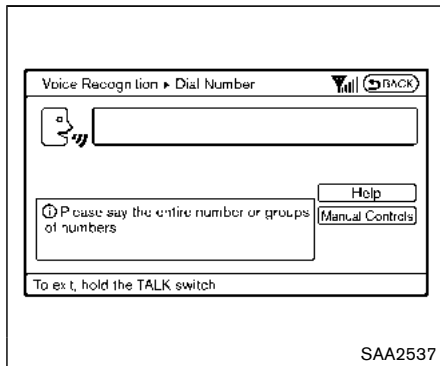 Voice Recognition ▸ Dial Number
BACK
Help
Please say the entire number or groups
of numbers
Manual Controls
To exit, hold the TALK switch
SAA2537